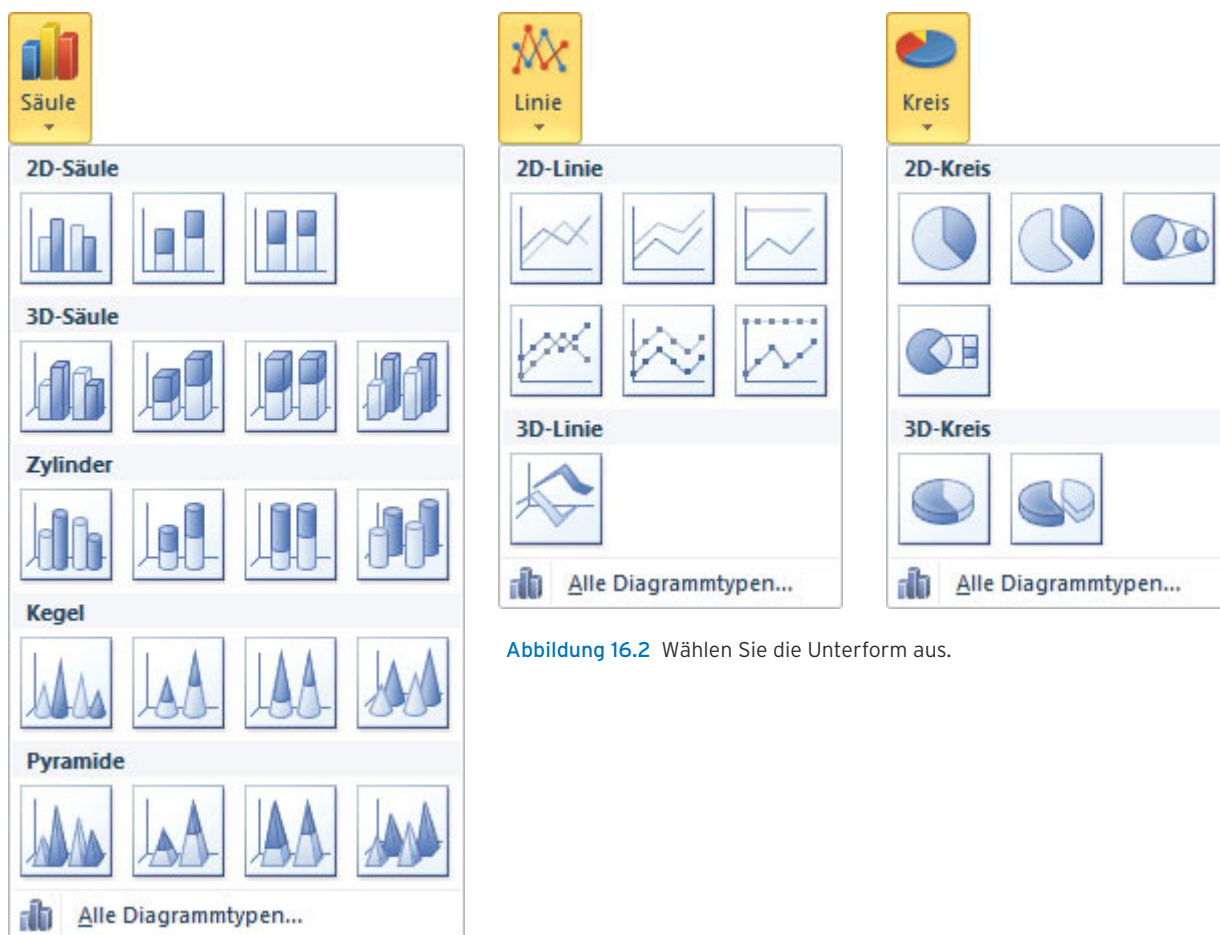 Säule
2D-Säule
3D-Säule
Zylinder
Kegel
Pyramide
Alle Diagrammtypen...
Linie
2D-Linie
3D-Linie
Alle Diagrammtypen...
Kreis
2D-Kreis
3D-Kreis
Alle Diagrammtypen...
Abbildung 16.2 Wählen Sie die Unterform aus.